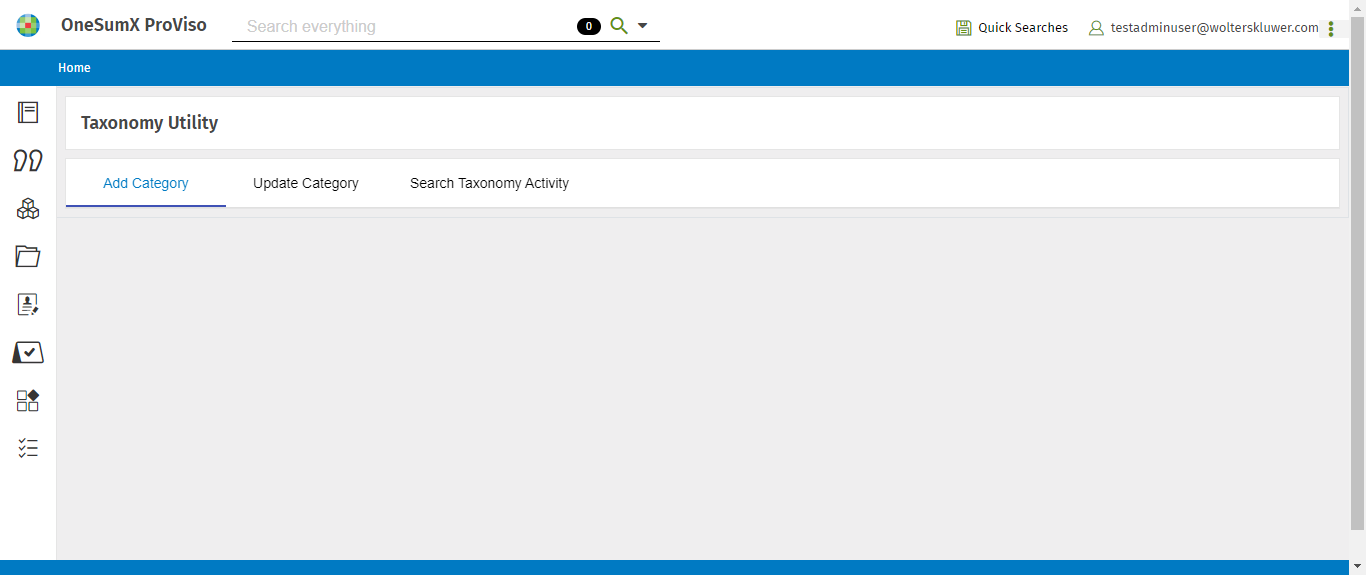 OneSumX ProViso
Search everything
0
Quick Searches
testadminuser@wolterskluwer.com
Home
Taxonomy Utility
Add Category
Update Category
Search Taxonomy Activity